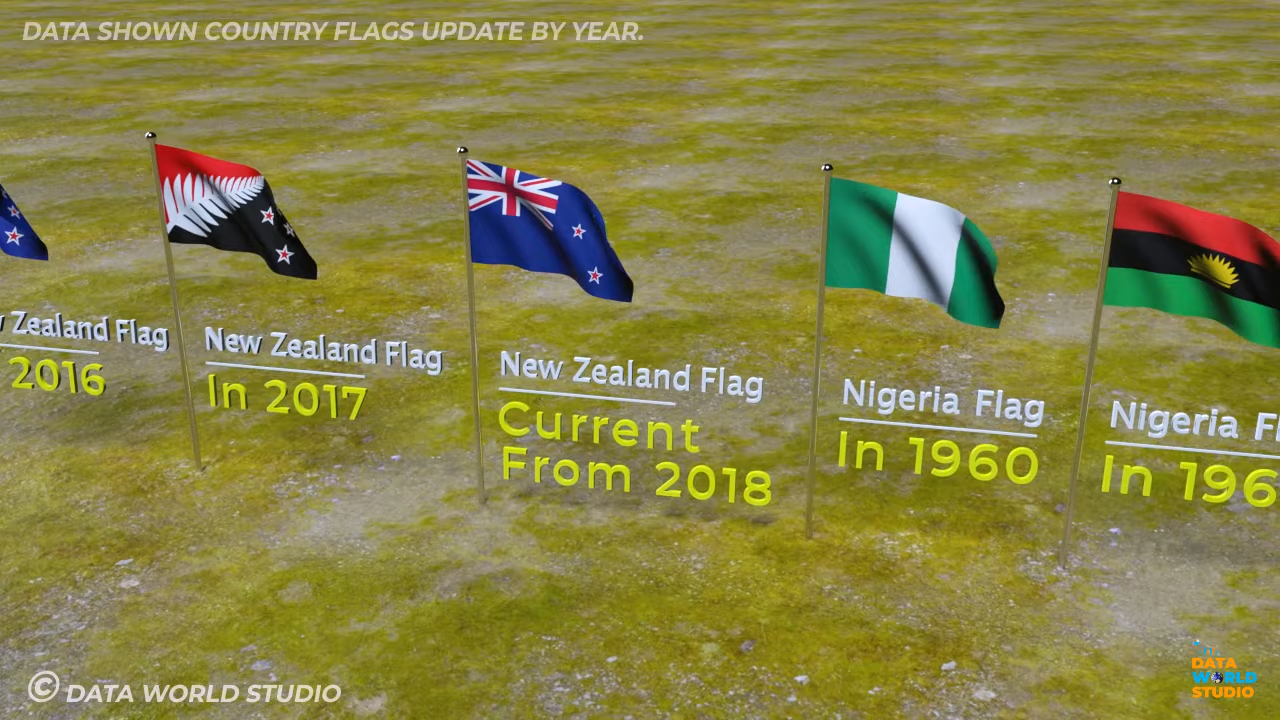 DATA SHOWN COUNTRY FLAGS UPDATE BY YEAR.
Zealand Flag
2016
New Zealand Flag
In 2017
New Zealand Flag
Current
From 2018
Nigeria Flag
In 1960
Nigeria
In
© DATA WORLD STUDIO
DATA
WORLD
STUDIO